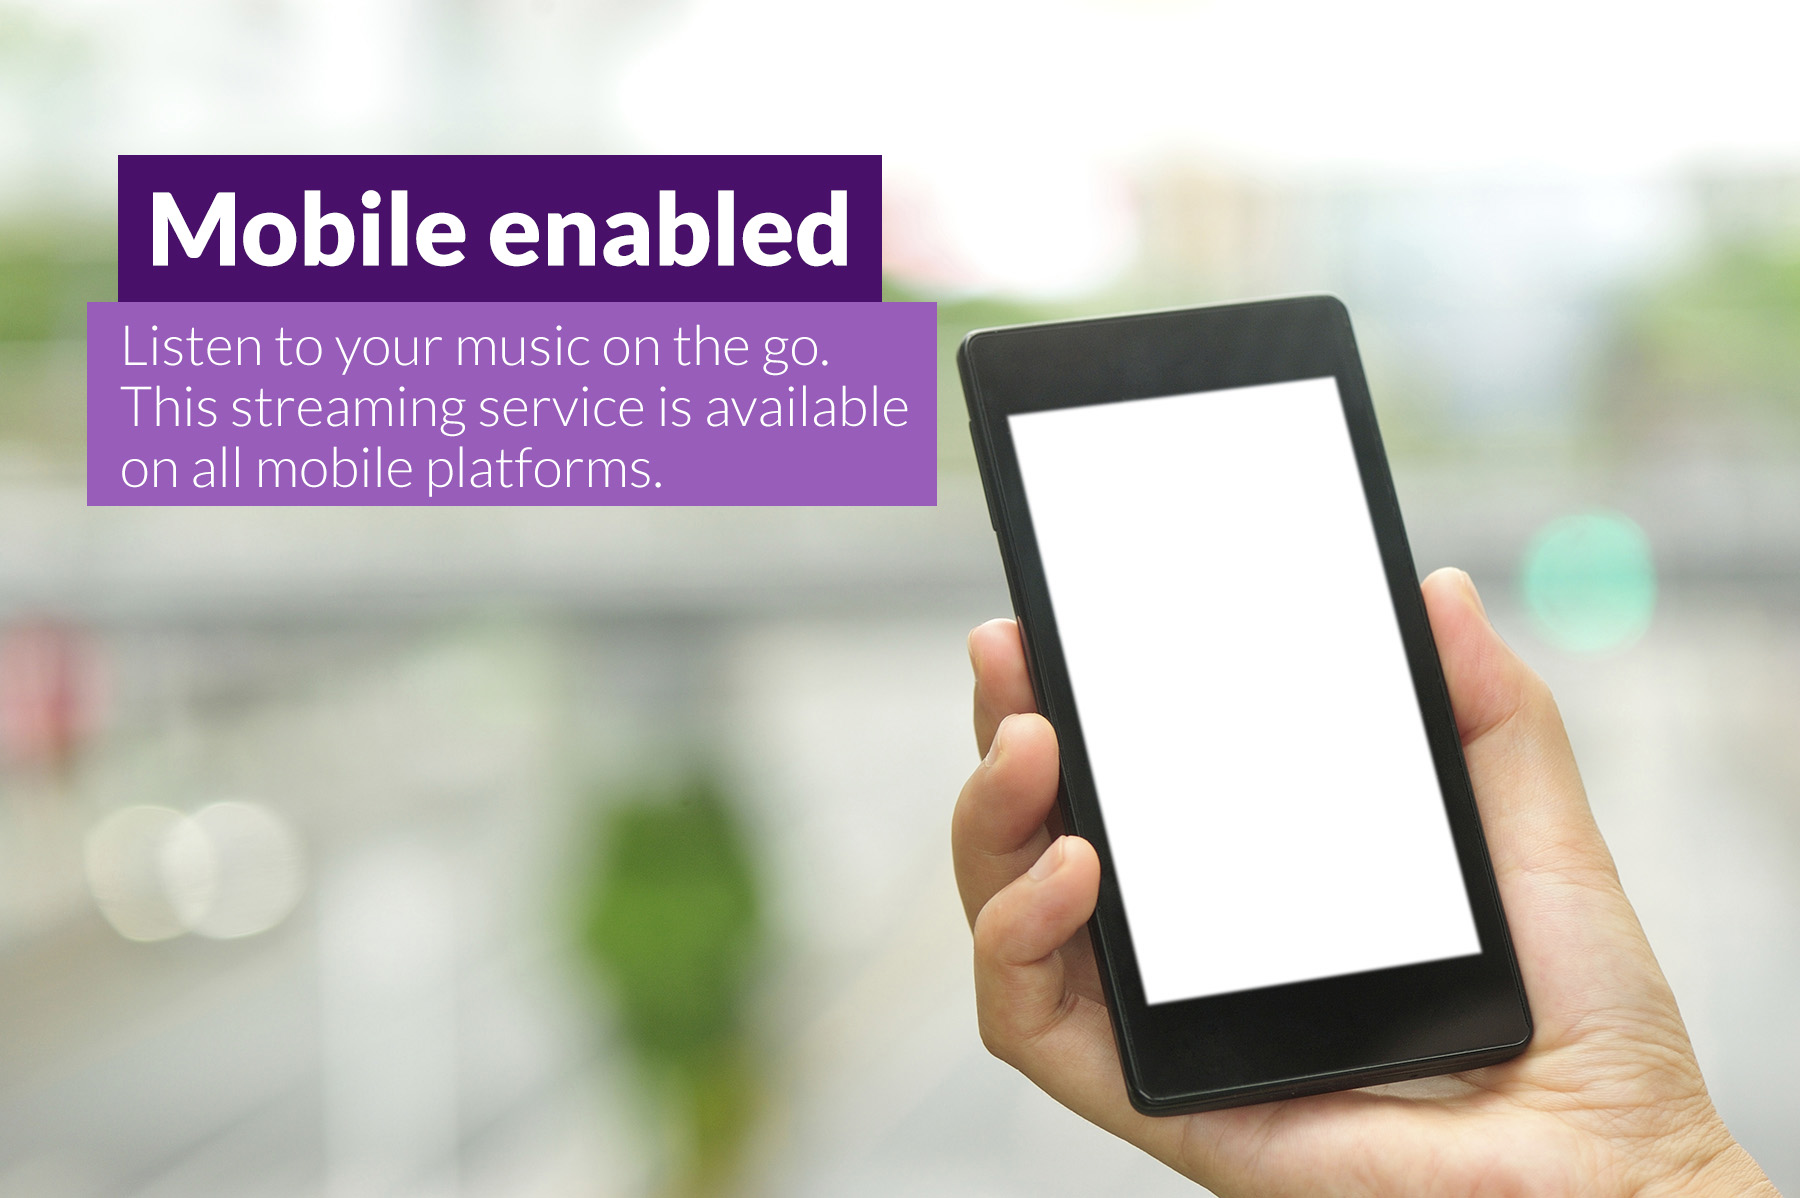 Mobile enabled
Listen to your music on the go.
This streaming service is available
on all mobile platforms.